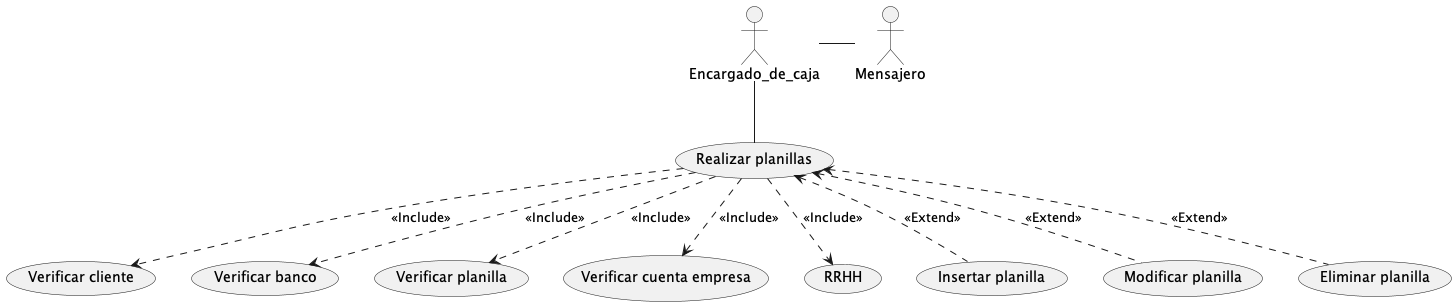 Encargado_de_caja
Mensajero
Realizar planillas
«Include»
«Include»
«Include»
«Include»
«Include»
«Extend»
«Extend»
«Extend»
Verificar cliente
Verificar banco
Verificar planilla
Verificar cuenta empresa
RRHH
Insertar planilla
Modificar planilla
Eliminar planilla